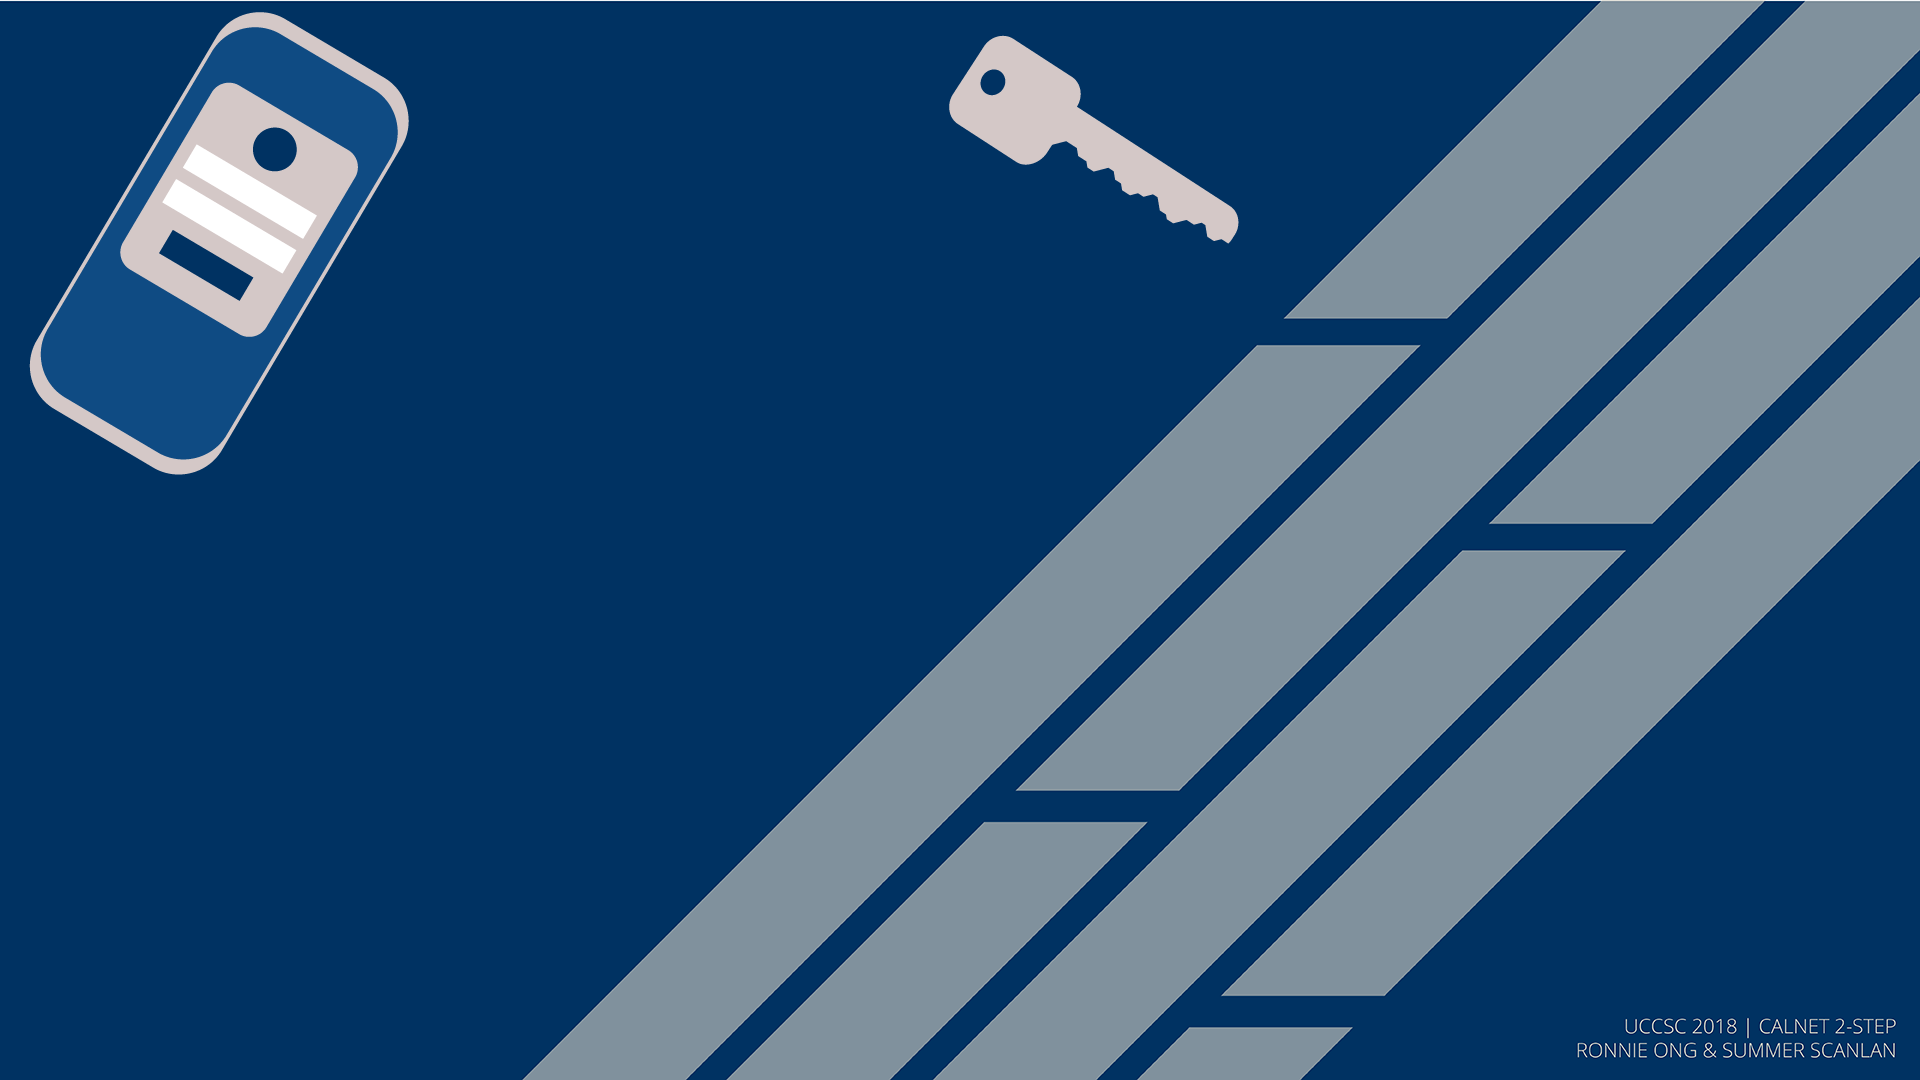 UCCSC 2018 | CALNET 2-STEP
RONNIE ONG & SUMMER SCANLAN